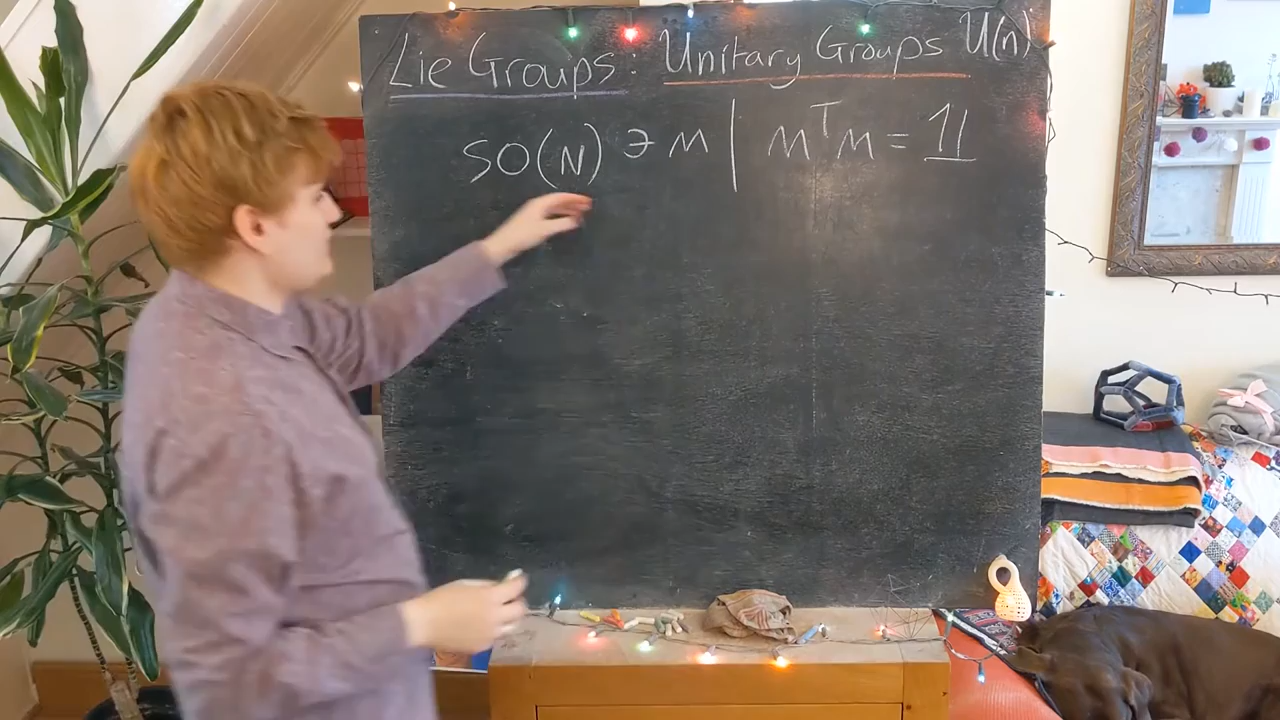 Lie Groups: Unitary Groups U(n)
SO(N) ∋ M | MᵀM = 𝟙